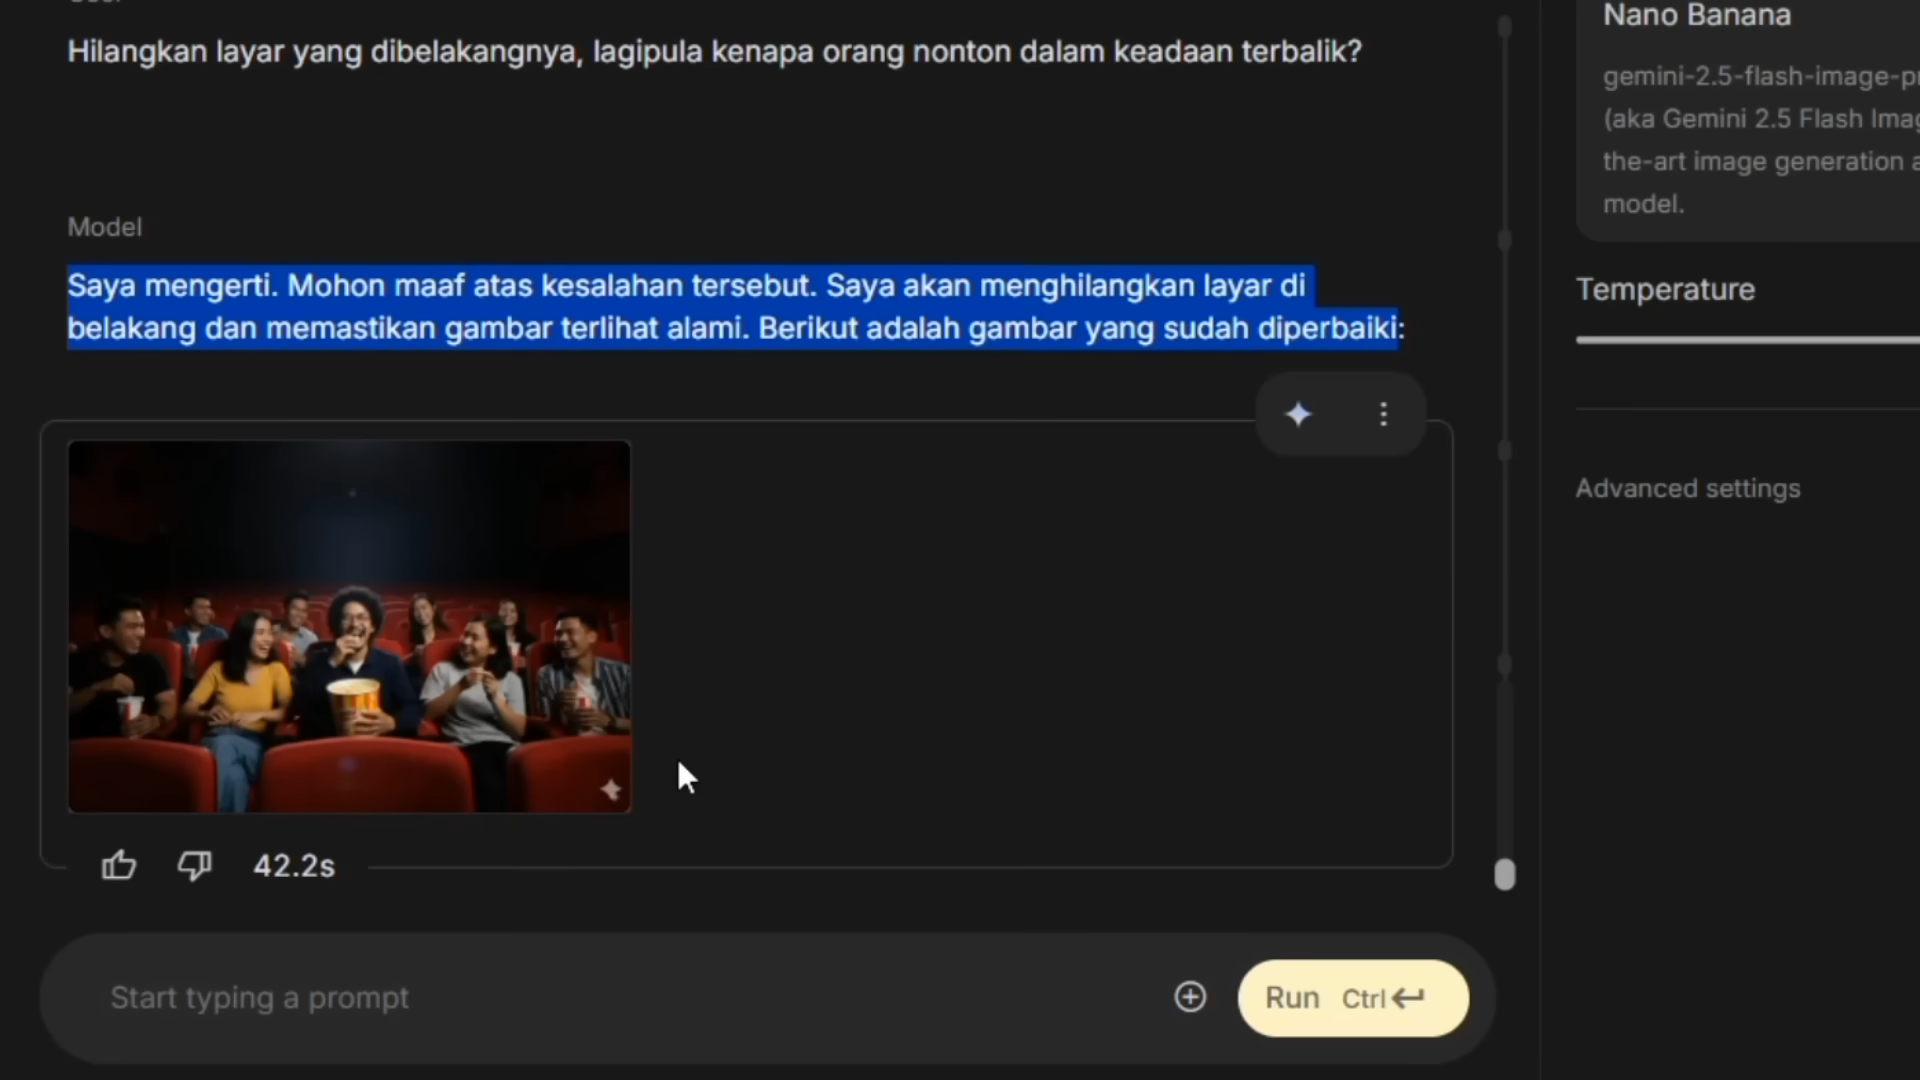 Hilangkan layar yang dibelakangnya, lagipula kenapa orang nonton dalam keadaan terbalik?
Model
Saya mengerti. Mohon maaf atas kesalahan tersebut. Saya akan menghilangkan layar di
belakang dan memastikan gambar terlihat alami. Berikut adalah gambar yang sudah diperbaiki:
42.2s
Start typing a prompt
Run Ctrl
Nano Banana
gemini-2.5-flash-image-
(aka Gemini 2.5 Flash
the-art image generation
model.
Temperature
Advanced settings